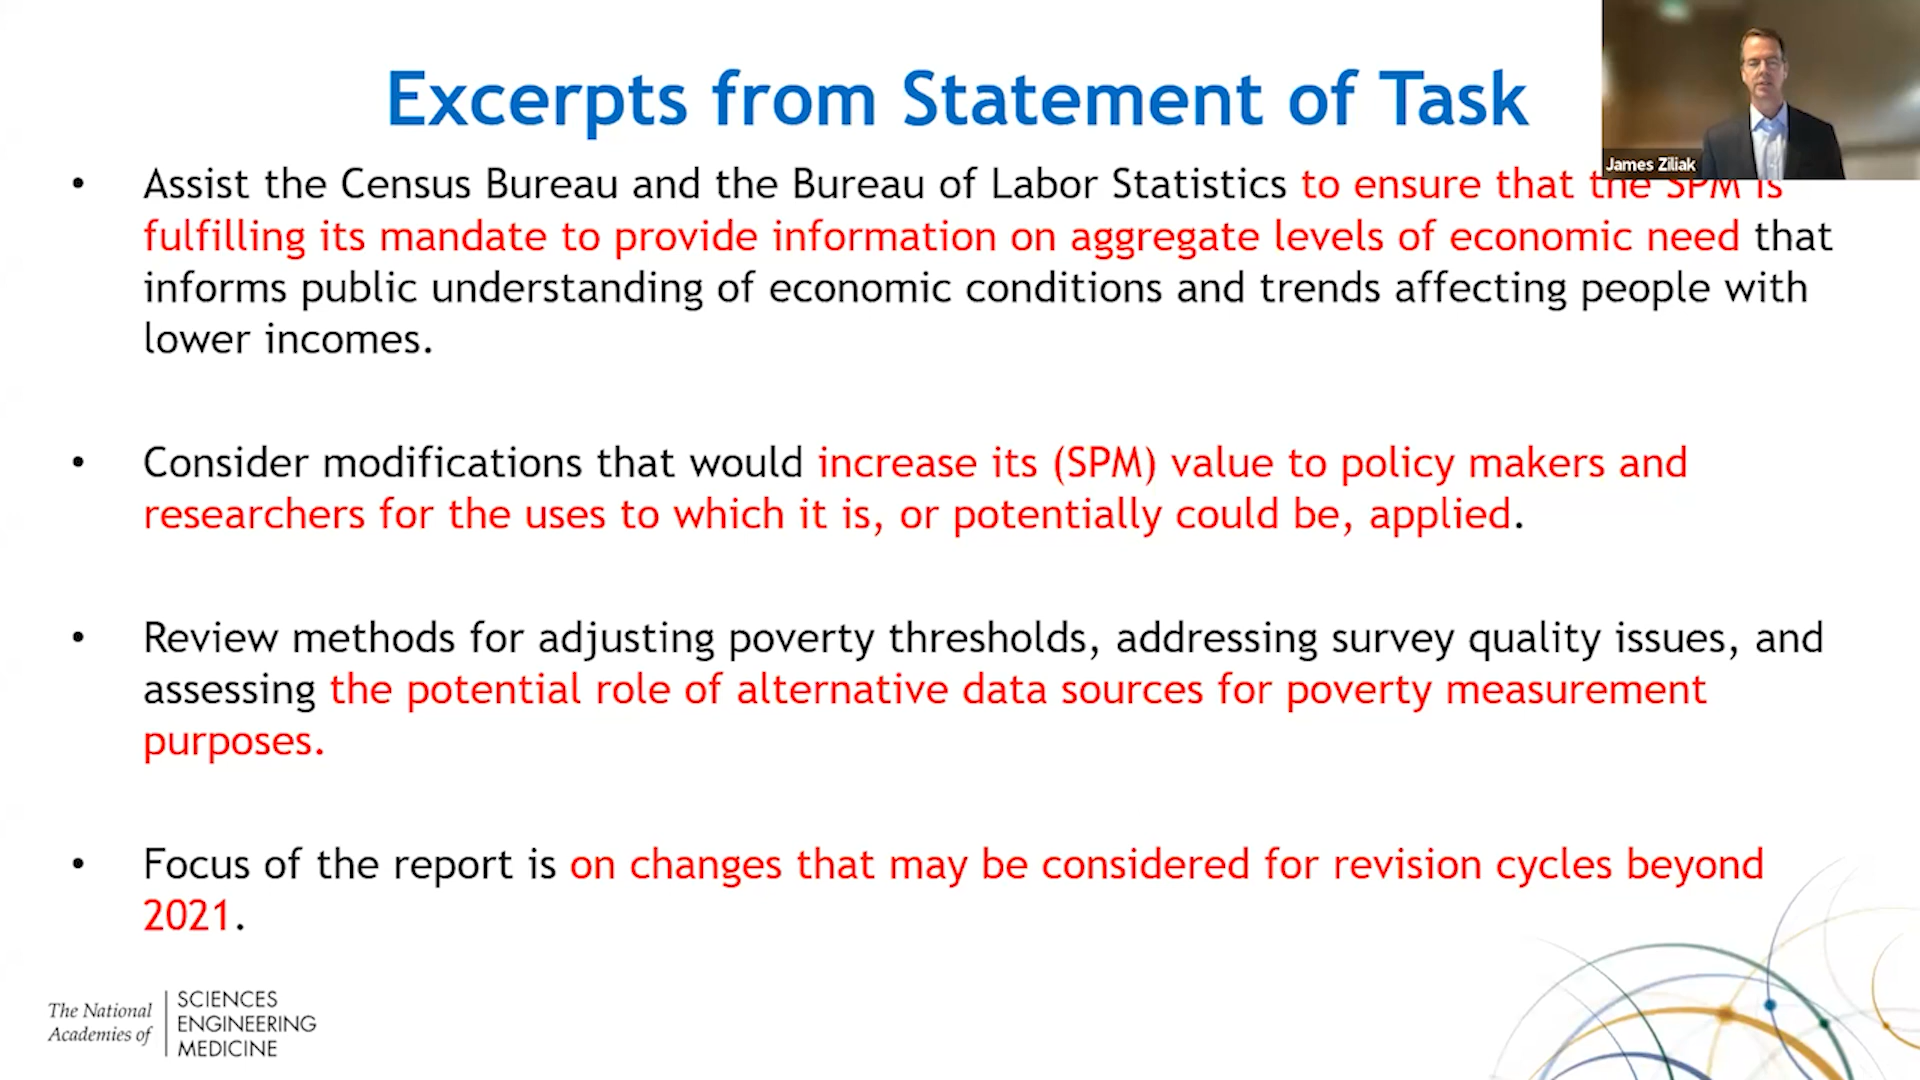 Excerpts from Statement of Task
James Ziliak
• Assist the Census Bureau and the Bureau of Labor Statistics to ensure that the SPM is
fulfilling its mandate to provide information on aggregate levels of economic need that
informs public understanding of economic conditions and trends affecting people with
lower incomes.
• Consider modifications that would increase its (SPM) value to policy makers and
researchers for the uses to which it is, or potentially could be, applied.
• Review methods for adjusting poverty thresholds, addressing survey quality issues, and
assessing the potential role of alternative data sources for poverty measurement
purposes.
• Focus of the report is on changes that may be considered for revision cycles beyond
2021.
The National
Academies of
SCIENCES
ENGINEERING
MEDICINE